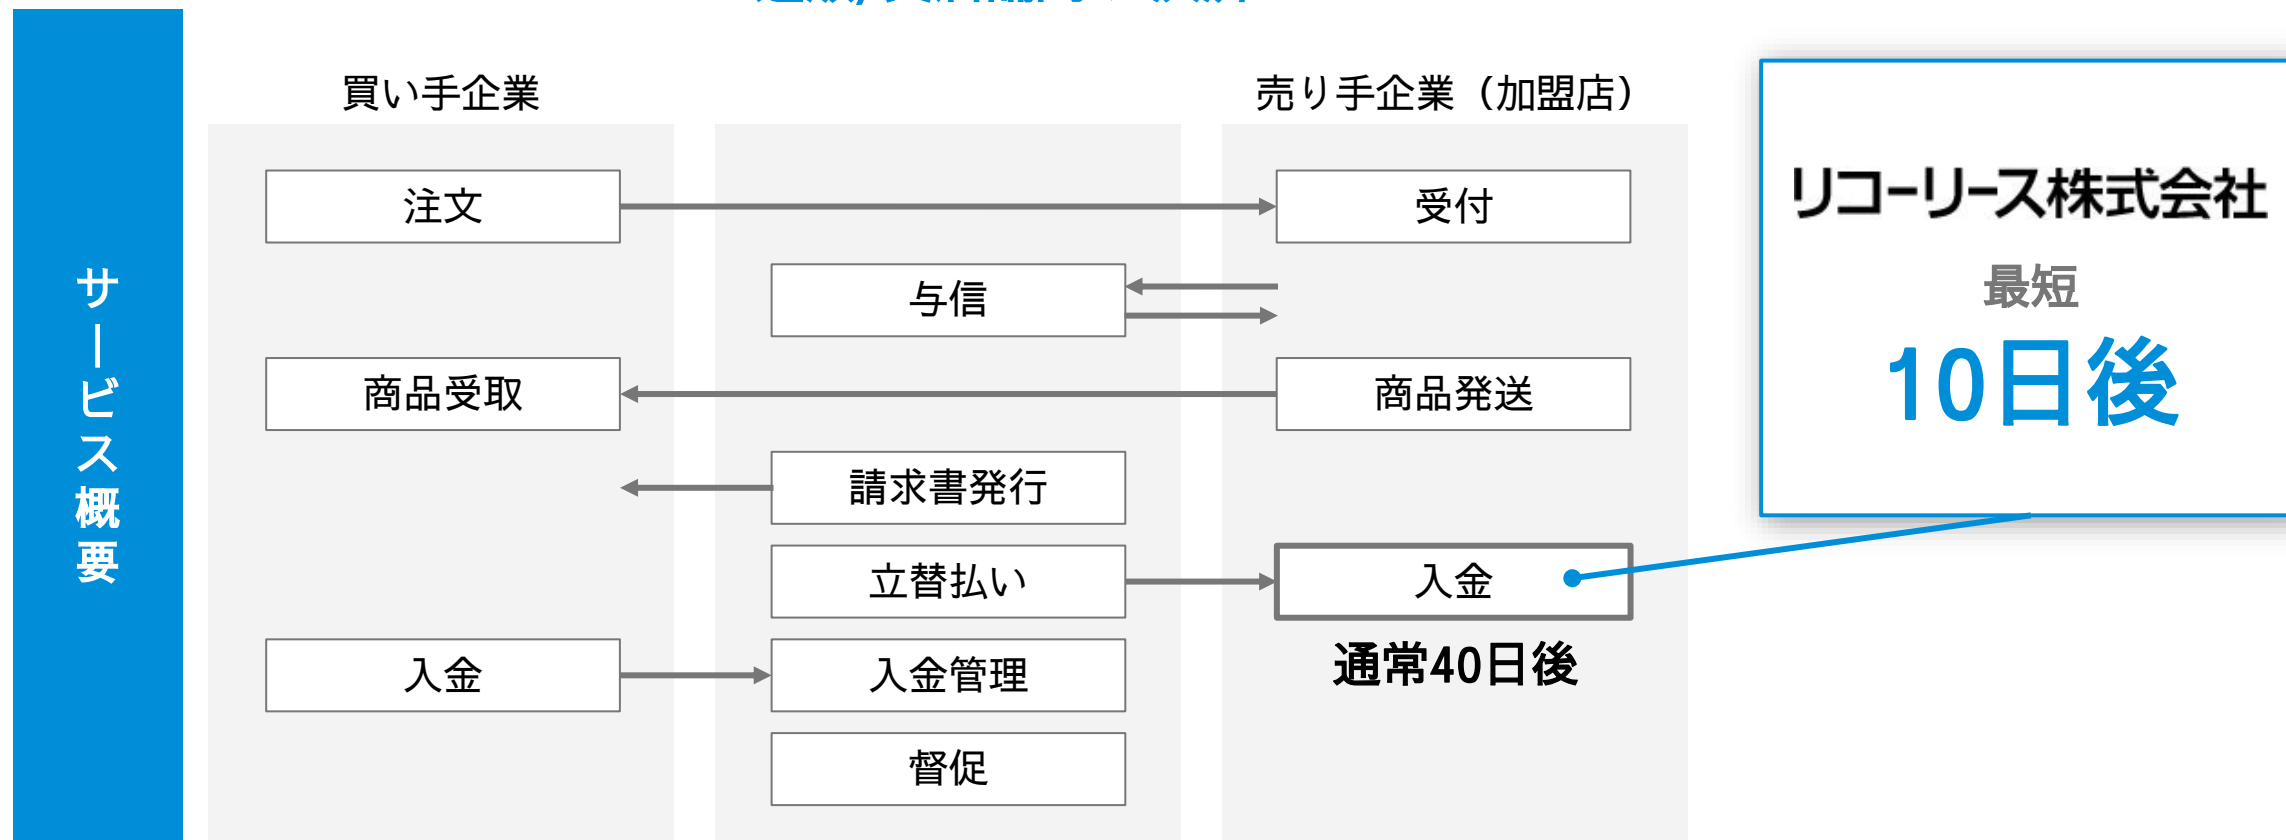 サービス概要
買い手企業
売り手企業（加盟店）
注文
受付
与信
商品受取
商品発送
請求書発行
立替払い
入金
通常40日後
入金
入金管理
督促
リコーリース株式会社
最短
10日後